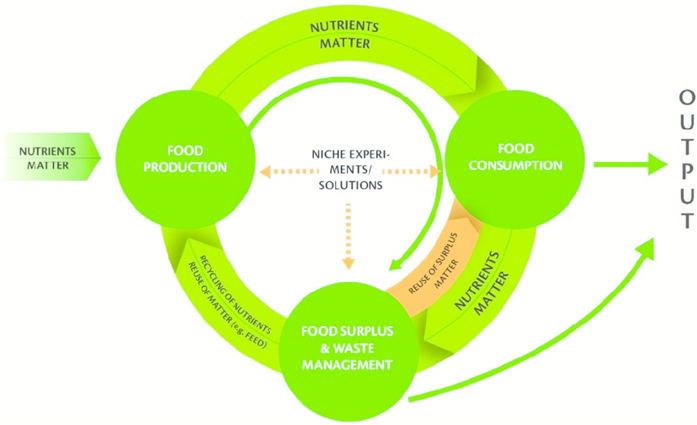 NUTRIENTS
MATTER
NUTRIENTS
MATTER
FOOD
PRODUCTION
NICHE EXPERI-
MENTS/
SOLUTIONS
FOOD
CONSUMPTION
OUTPUT
REUSE OF SURPLUS
MATTER
NUTRIENTS
MATTER
RECYCLING OF NUTRIENTS
REUSE OF MATTER (e.g. FEED)
FOOD SURPLUS
& WASTE
MANAGEMENT